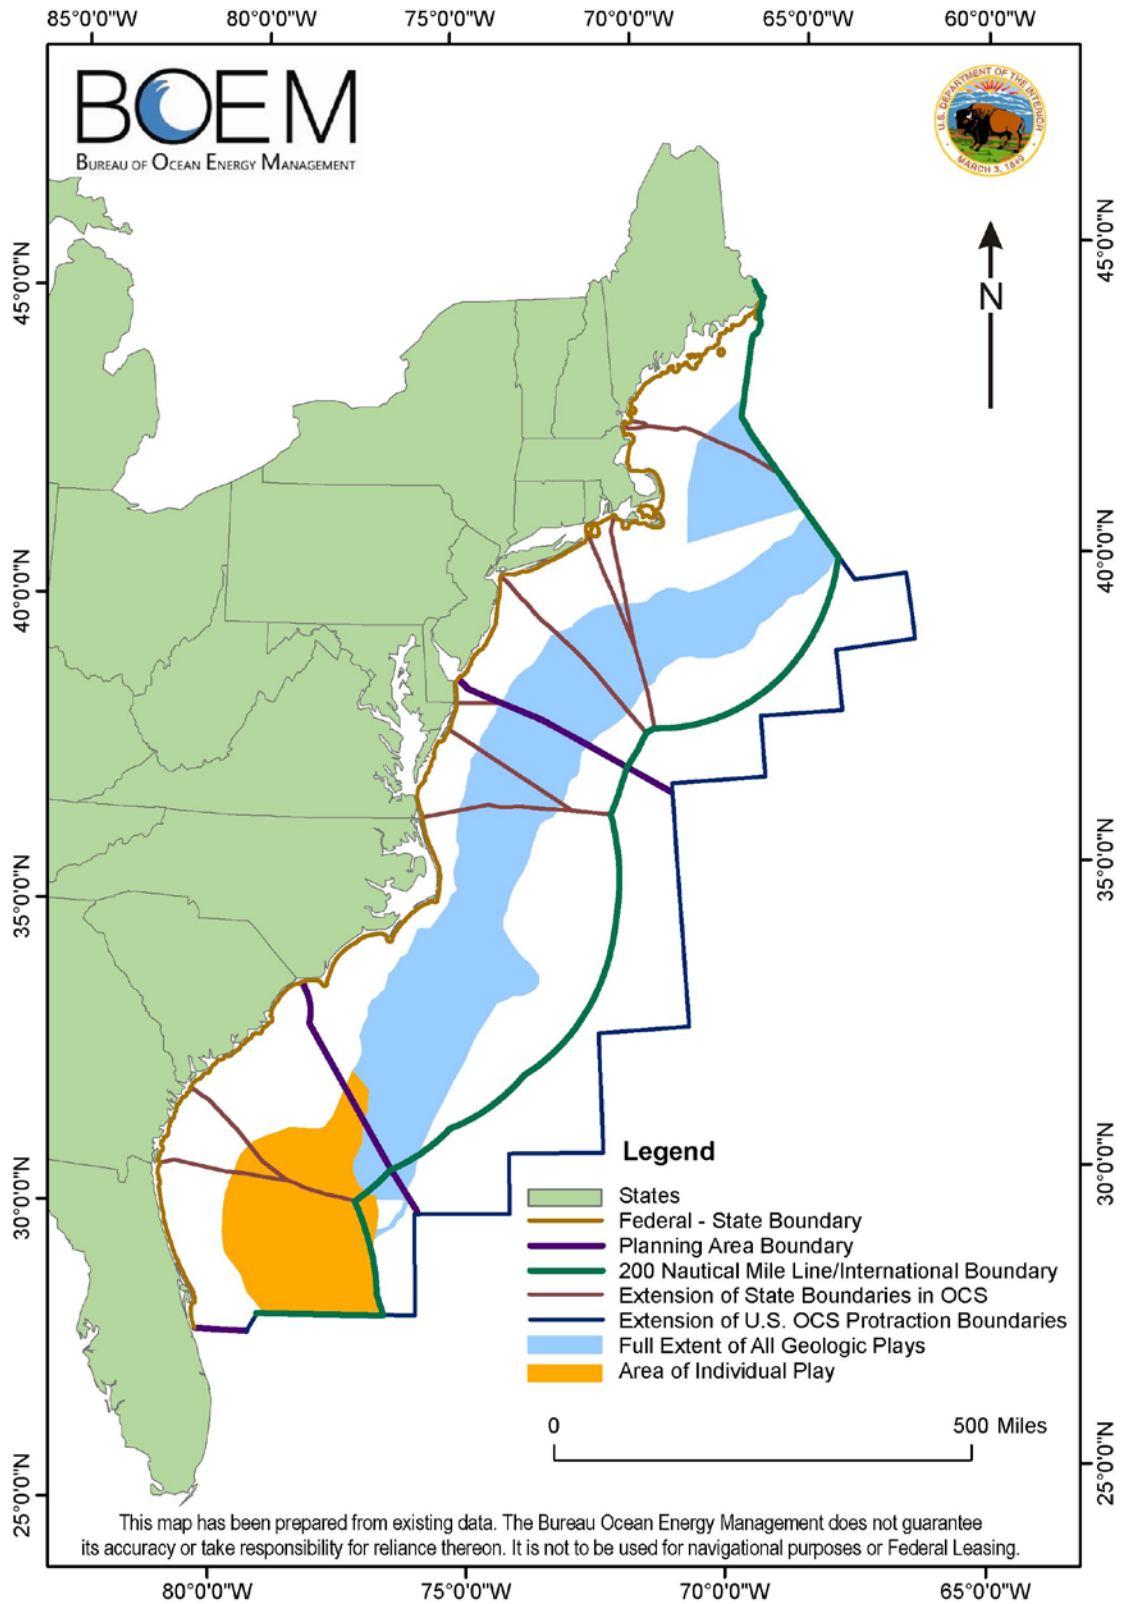 85°0'0"W 80°0'0"W 75°0'0"W 70°0'0"W 65°0'0"W 60°0'0"W
BOEM
BUREAU OF OCEAN ENERGY MANAGEMENT
U.S. DEPARTMENT OF THE INTERIOR
MARCH 3, 1849
N
45°0'0"N
40°0'0"N
35°0'0"N
30°0'0"N
25°0'0"N
45°0'0"N
40°0'0"N
35°0'0"N
30°0'0"N
25°0'0"N
Legend
States
Federal - State Boundary
Planning Area Boundary
200 Nautical Mile Line/International Boundary
Extension of State Boundaries in OCS
Extension of U.S. OCS Protraction Boundaries
Full Extent of All Geologic Plays
Area of Individual Play
0 500 Miles
This map has been prepared from existing data. The Bureau Ocean Energy Management does not guarantee
its accuracy or take responsibility for reliance thereon. It is not to be used for navigational purposes or Federal Leasing.
80°0'0"W 75°0'0"W 70°0'0"W 65°0'0"W